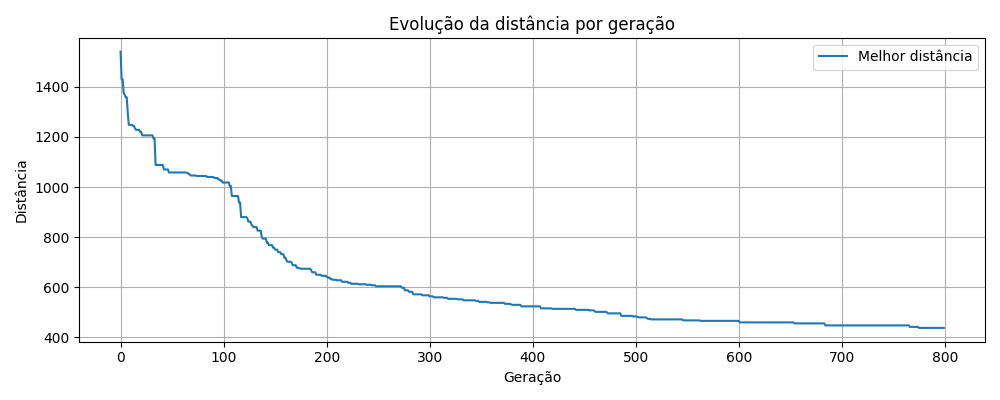 Evolução da distância por geração
Melhor distância
Distância
1400
1200
1000
800
600
400
0 100 200 300 400 500 600 700 800
Geração